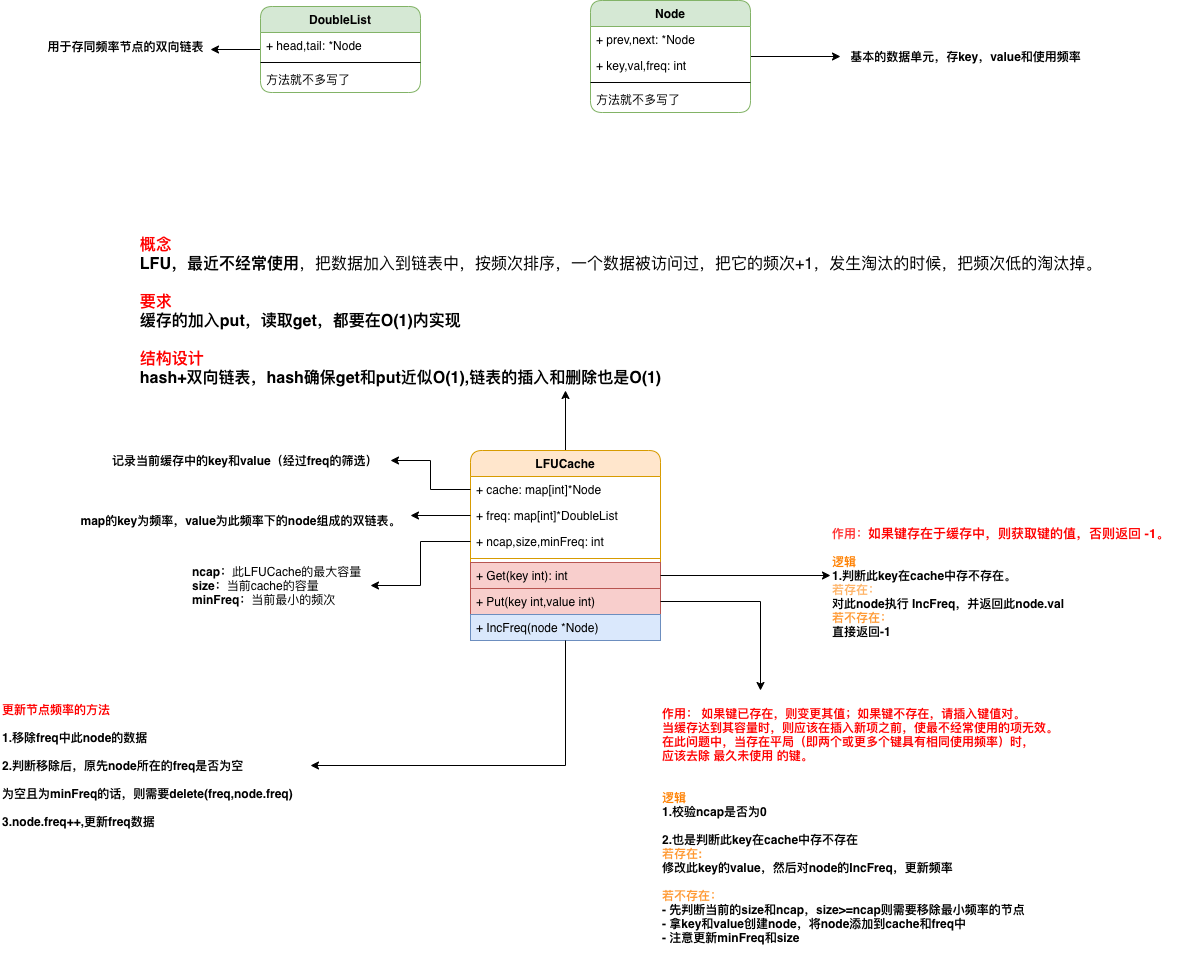 DoubleList
+ head,tail: *Node
方法就不多写了
用于存同频率节点的双向链表
Node
+ prev,next: *Node
+ key,val,freq: int
方法就不多写了
基本的数据单元，存key，value和使用频率
概念
LFU，最近不经常使用，把数据加入到链表中，按频次排序，一个数据被访问过，把它的频次+1，发生淘汰的时候，把频次低的淘汰掉。
要求
缓存的加入put，读取get，都要在O(1)内实现
结构设计
hash+双向链表，hash确保get和put近似O(1),链表的插入和删除也是O(1)
记录当前缓存中的key和value（经过freq的筛选）
map的key为频率，value为此频率下的node组成的双链表。
ncap：此LFUCache的最大容量
size：当前cache的容量
minFreq：当前最小的频次
LFUCache
+ cache: map[int]*Node
+ freq: map[int]*DoubleList
+ ncap,size,minFreq: int
+ Get(key int): int
+ Put(key int,value int)
+ IncFreq(node *Node)
作用：如果键存在于缓存中，则获取键的值，否则返回 -1。
逻辑
1.判断此key在cache中存不存在。
若存在：
对此node执行 IncFreq，并返回此node.val
若不存在：
直接返回-1
更新节点频率的方法
1.移除freq中此node的数据
2.判断移除后，原先node所在的freq是否为空
为空且为minFreq的话，则需要delete(freq,node.freq)
3.node.freq++,更新freq数据
作用： 如果键已存在，则变更其值；如果键不存在，请插入键值对。
当缓存达到其容量时，则应该在插入新项之前，使最不经常使用的项无效。
在此问题中，当存在平局（即两个或更多个键具有相同使用频率）时，
应该去除 最久未使用 的键。
逻辑
1.校验ncap是否为0
2.也是判断此key在cache中存不存在
若存在：
修改此key的value，然后对node的IncFreq，更新频率
若不存在：
- 先判断当前的size和ncap，size>=ncap则需要移除最小频率的节点
- 拿key和value创建node，将node添加到cache和freq中
- 注意更新minFreq和size